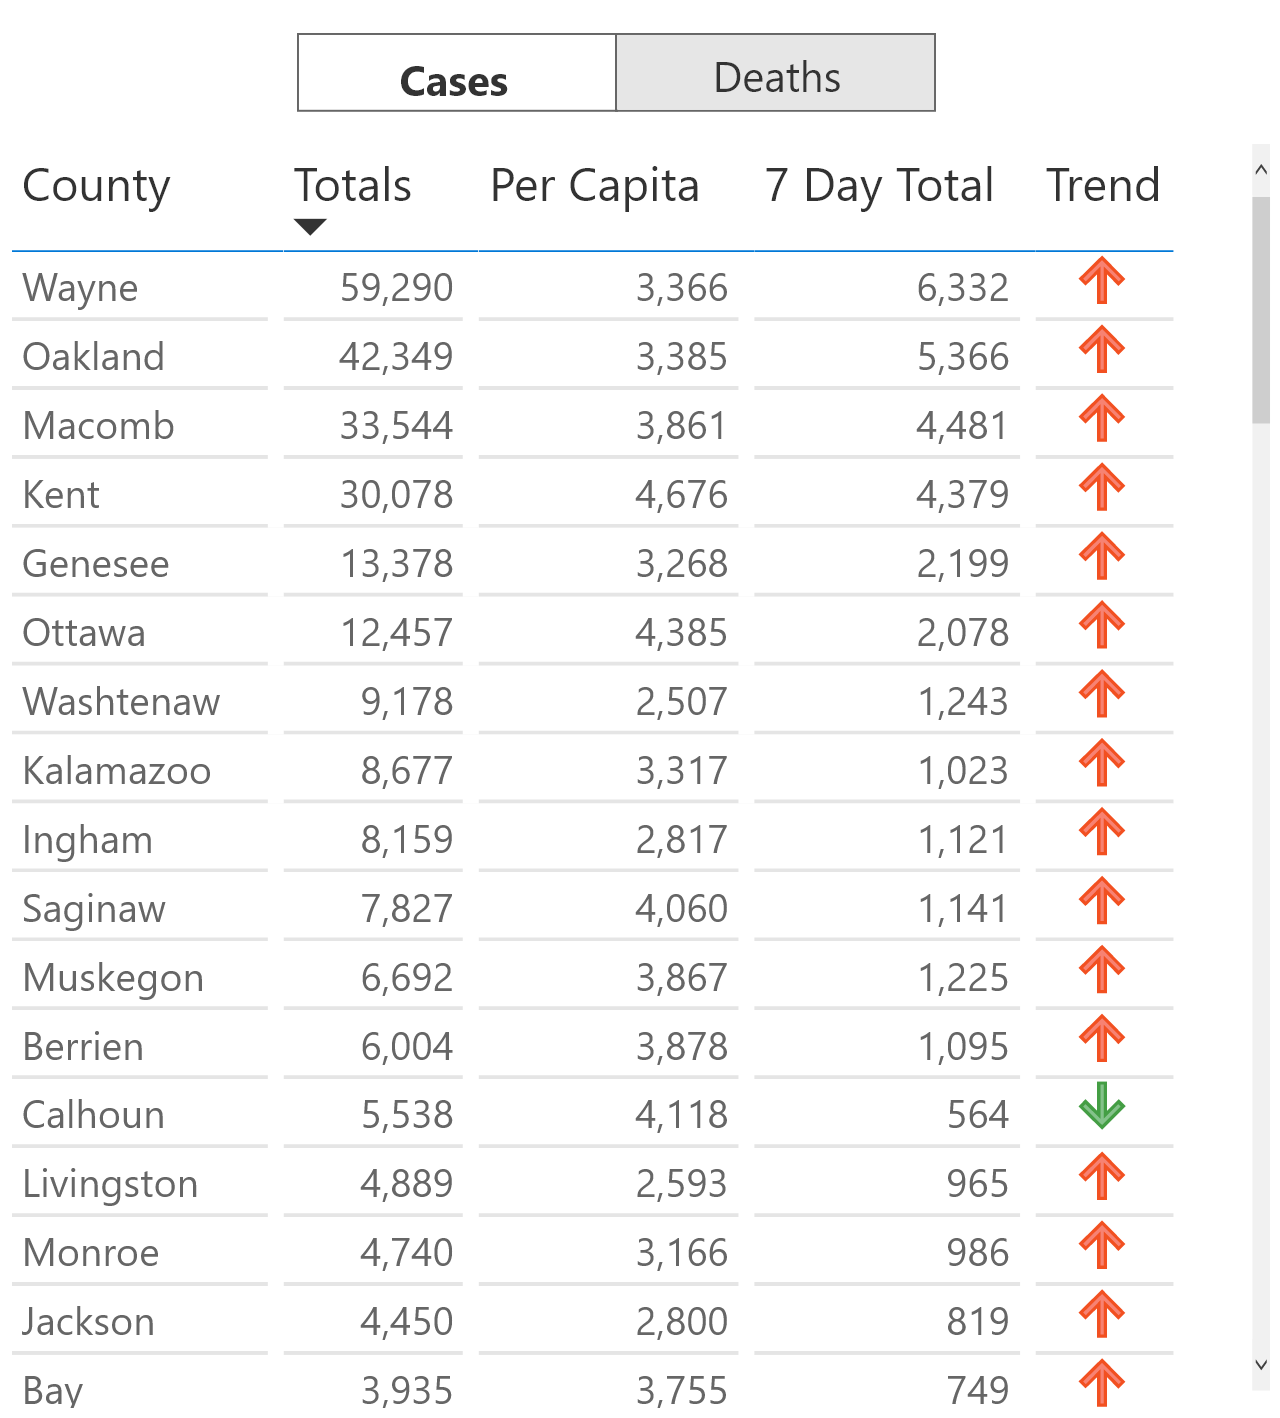 Cases Deaths
County Totals Per Capita 7 Day Total Trend
Wayne 59,290 3,366 6,332
Oakland 42,349 3,385 5,366
Macomb 33,544 3,861 4,481
Kent 30,078 4,676 4,379
Genesee 13,378 3,268 2,199
Ottawa 12,457 4,385 2,078
Washtenaw 9,178 2,507 1,243
Kalamazoo 8,677 3,317 1,023
Ingham 8,159 2,817 1,121
Saginaw 7,827 4,060 1,141
Muskegon 6,692 3,867 1,225
Berrien 6,004 3,878 1,095
Calhoun 5,538 4,118 564
Livingston 4,889 2,593 965
Monroe 4,740 3,166 986
Jackson 4,450 2,800 819
Bay 3,935 3,755 749